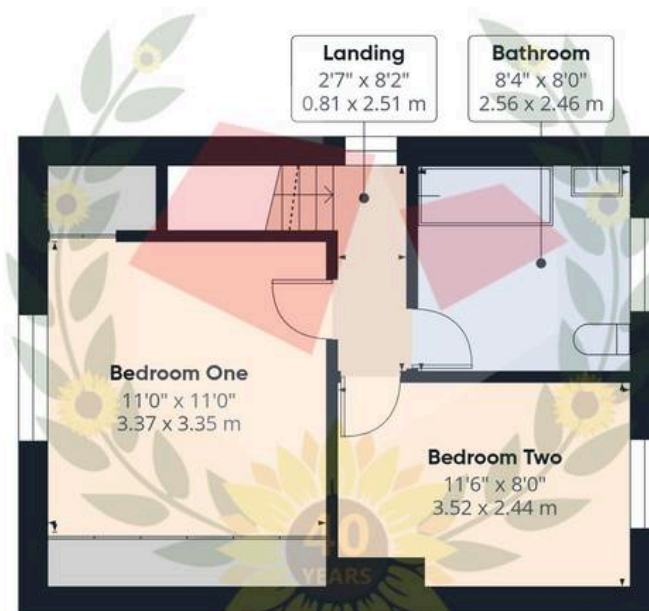 Landing
2'7" x 8'2"
0.81 x 2.51 m
Bathroom
8'4" x 8'0"
2.56 x 2.46 m
Bedroom One
11'0" x 11'0"
3.37 x 3.35 m
Bedroom Two
11'6" x 8'0"
3.52 x 2.44 m
40
YEARS